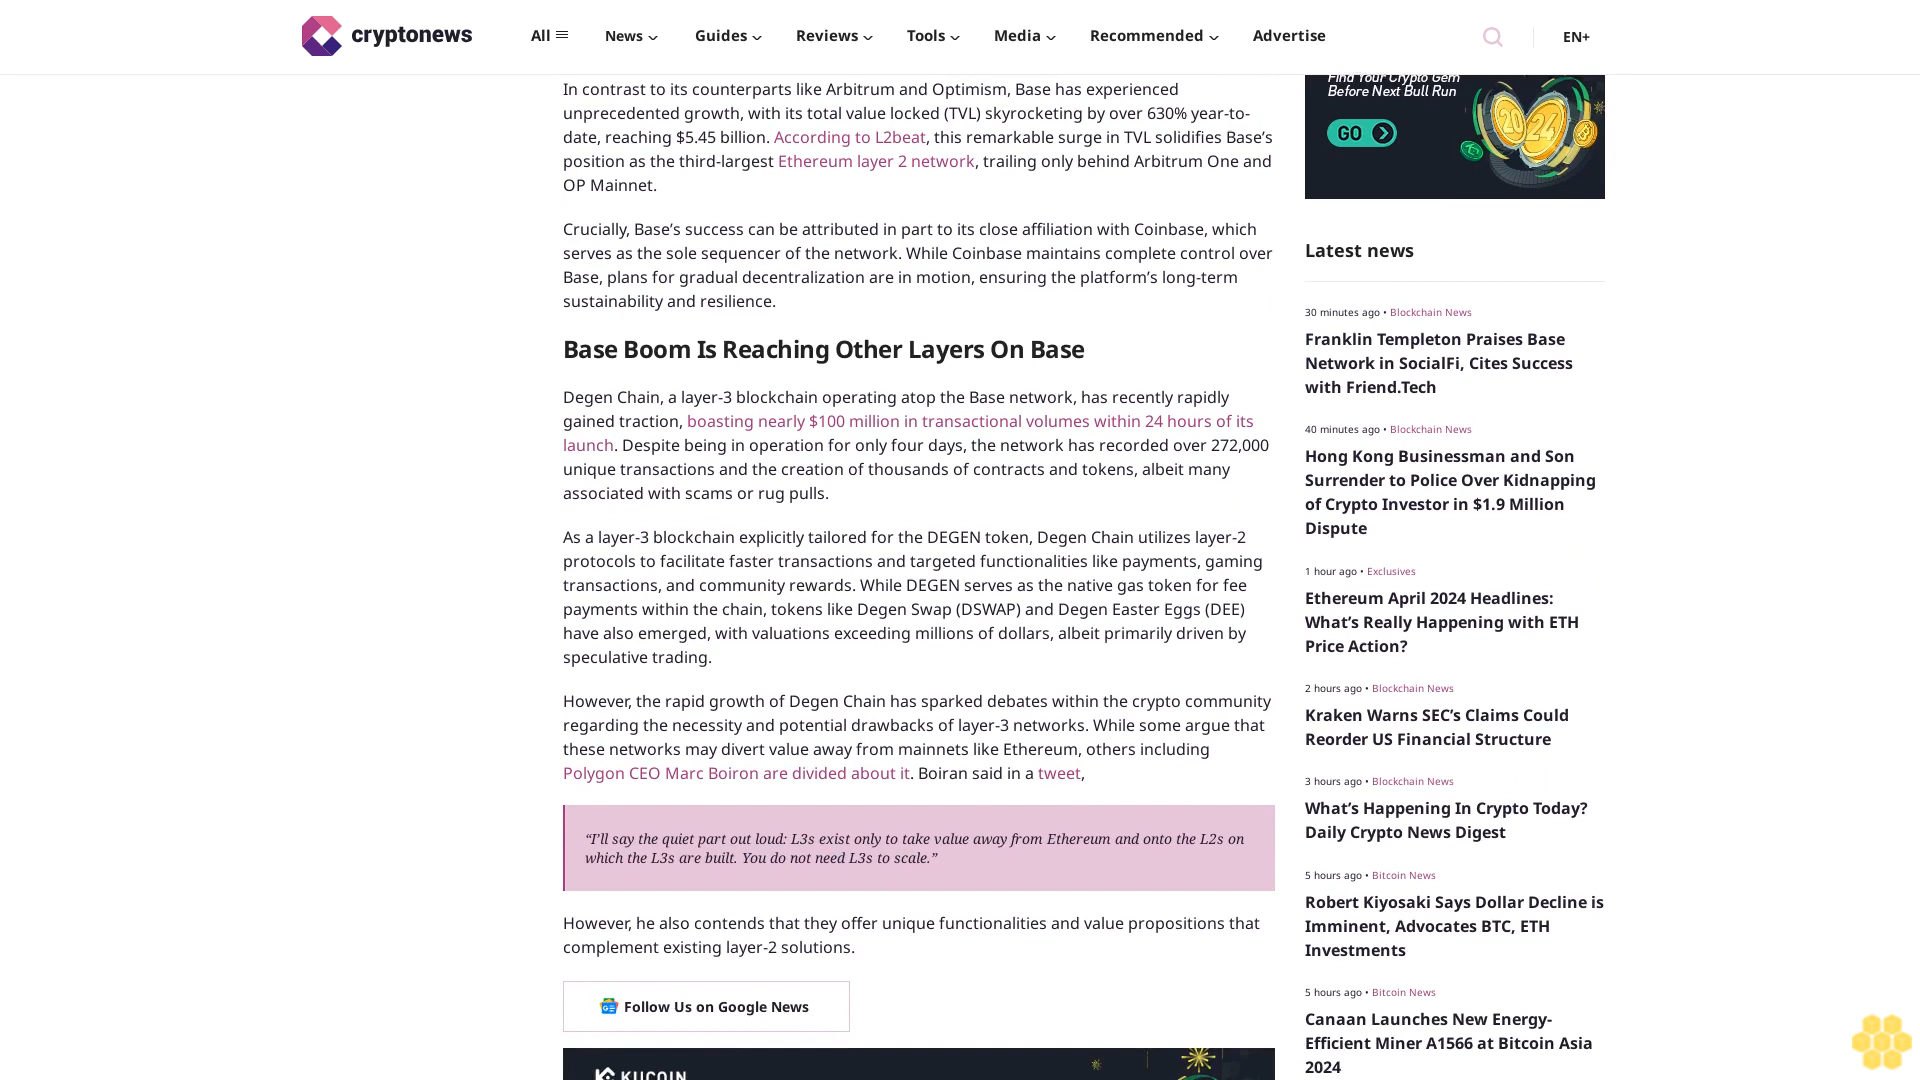 cryptonews
All
News
Guides
Reviews
Tools
Media
Recommended
Advertise
EN+
In contrast to its counterparts like Arbitrum and Optimism, Base has experienced
unprecedented growth, with its total value locked (TVL) skyrocketing by over 630% year-to-
date, reaching $5.45 billion. According to L2beat, this remarkable surge in TVL solidifies Base’s
position as the third-largest Ethereum layer 2 network, trailing only behind Arbitrum One and
OP Mainnet.
Crucially, Base’s success can be attributed in part to its close affiliation with Coinbase, which
serves as the sole sequencer of the network. While Coinbase maintains complete control over
Base, plans for gradual decentralization are in motion, ensuring the platform’s long-term
sustainability and resilience.
Base Boom Is Reaching Other Layers On Base
Degen Chain, a layer-3 blockchain operating atop the Base network, has recently rapidly
gained traction, boasting nearly $100 million in transactional volumes within 24 hours of its
launch. Despite being in operation for only four days, the network has recorded over 272,000
unique transactions and the creation of thousands of contracts and tokens, albeit many
associated with scams or rug pulls.
As a layer-3 blockchain explicitly tailored for the DEGEN token, Degen Chain utilizes layer-2
protocols to facilitate faster transactions and targeted functionalities like payments, gaming
transactions, and community rewards. While DEGEN serves as the native gas token for fee
payments within the chain, tokens like Degen Swap (DSWAP) and Degen Easter Eggs (DEE)
have also emerged, with valuations exceeding millions of dollars, albeit primarily driven by
speculative trading.
However, the rapid growth of Degen Chain has sparked debates within the crypto community
regarding the necessity and potential drawbacks of layer-3 networks. While some argue that
these networks may divert value away from mainnets like Ethereum, others including
Polygon CEO Marc Boiron are divided about it. Boiran said in a tweet,
“I’ll say the quiet part out loud: L3s exist only to take value away from Ethereum and onto the L2s on
which the L3s are built. You do not need L3s to scale.”
However, he also contends that they offer unique functionalities and value propositions that
complement existing layer-2 solutions.
Follow Us on Google News
KUCOIN
Find Your Crypto Gem
Before Next Bull Run
GO
20
24
Latest news
30 minutes ago • Blockchain News
Franklin Templeton Praises Base
Network in SocialFi, Cites Success
with Friend.Tech
40 minutes ago • Blockchain News
Hong Kong Businessman and Son
Surrender to Police Over Kidnapping
of Crypto Investor in $1.9 Million
Dispute
1 hour ago • Exclusives
Ethereum April 2024 Headlines:
What’s Really Happening with ETH
Price Action?
2 hours ago • Blockchain News
Kraken Warns SEC’s Claims Could
Reorder US Financial Structure
3 hours ago • Blockchain News
What’s Happening In Crypto Today?
Daily Crypto News Digest
5 hours ago • Bitcoin News
Robert Kiyosaki Says Dollar Decline is
Imminent, Advocates BTC, ETH
Investments
5 hours ago • Bitcoin News
Canaan Launches New Energy-
Efficient Miner A1566 at Bitcoin Asia
2024